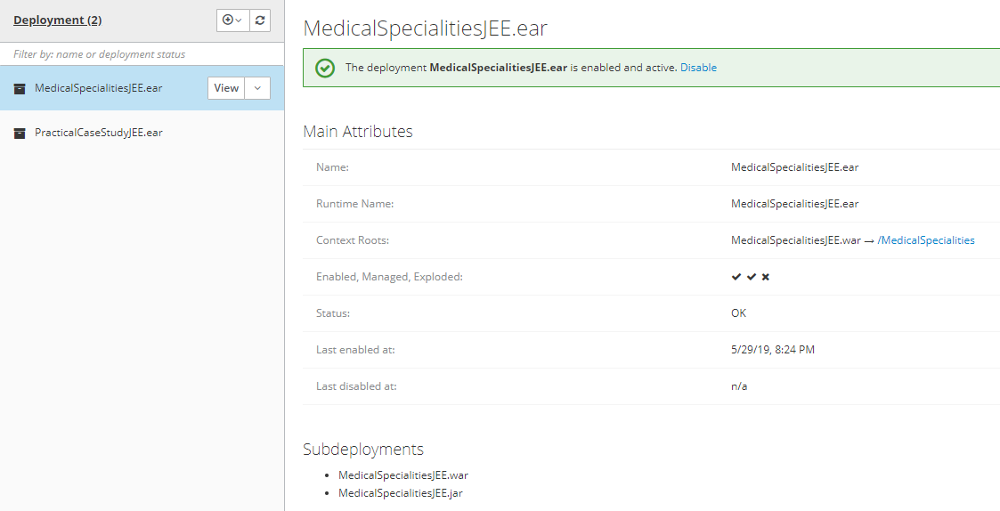 Deployment (2)
Filter by: name or deployment status
MedicalSpecialitiesJEE.ear
View
PracticalCaseStudyJEE.ear
MedicalSpecialitiesJEE.ear
The deployment MedicalSpecialitiesJEE.ear is enabled and active. Disable
Main Attributes
Name: MedicalSpecialitiesJEE.ear
Runtime Name: MedicalSpecialitiesJEE.ear
Context Roots: MedicalSpecialitiesJEE.war → /MedicalSpecialities
Enabled, Managed, Exploded: ✔ ✔ ✖
Status: OK
Last enabled at: 5/29/19, 8:24 PM
Last disabled at: n/a
Subdeployments
• MedicalSpecialitiesJEE.war
• MedicalSpecialitiesJEE.jar